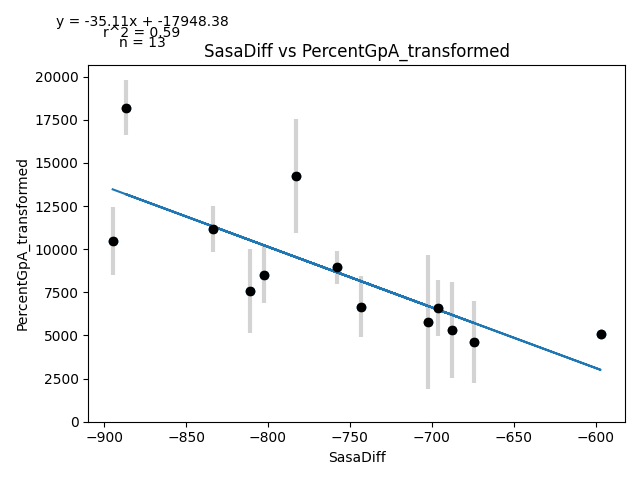 y = -35.11x + -17948.38
r^2 = 0.59
n = 13
SasaDiff vs PercentGpA_transformed
20000
17500
15000
12500
10000
7500
5000
2500
0
PercentGpA_transformed
−900 −850 −800 −750 −700 −650 −600
SasaDiff